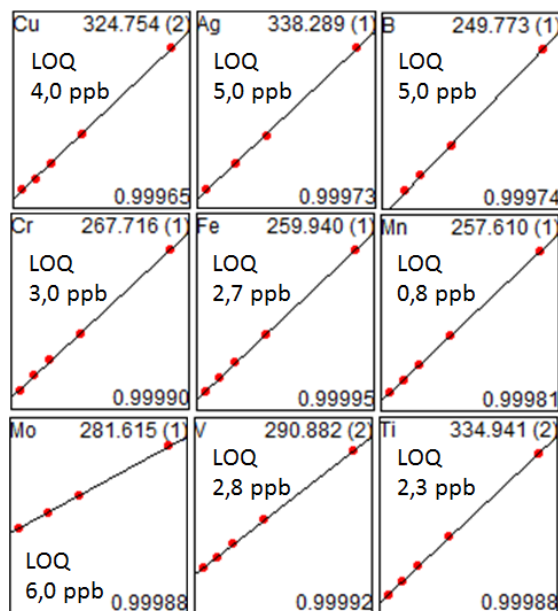 Cu 324.754 (2)
LOQ
4,0 ppb
0.99965
Ag 338.289 (1)
LOQ
5,0 ppb
0.99973
B 249.773 (1)
LOQ
5,0 ppb
0.99974
Cr 267.716 (1)
LOQ
3,0 ppb
0.99990
Fe 259.940 (1)
LOQ
2,7 ppb
0.99995
Mn 257.610 (1)
LOQ
0,8 ppb
0.99981
Mo 281.615 (1)
LOQ
6,0 ppb
0.99988
V 290.882 (2)
LOQ
2,8 ppb
0.99992
Ti 334.941 (2)
LOQ
2,3 ppb
0.99988